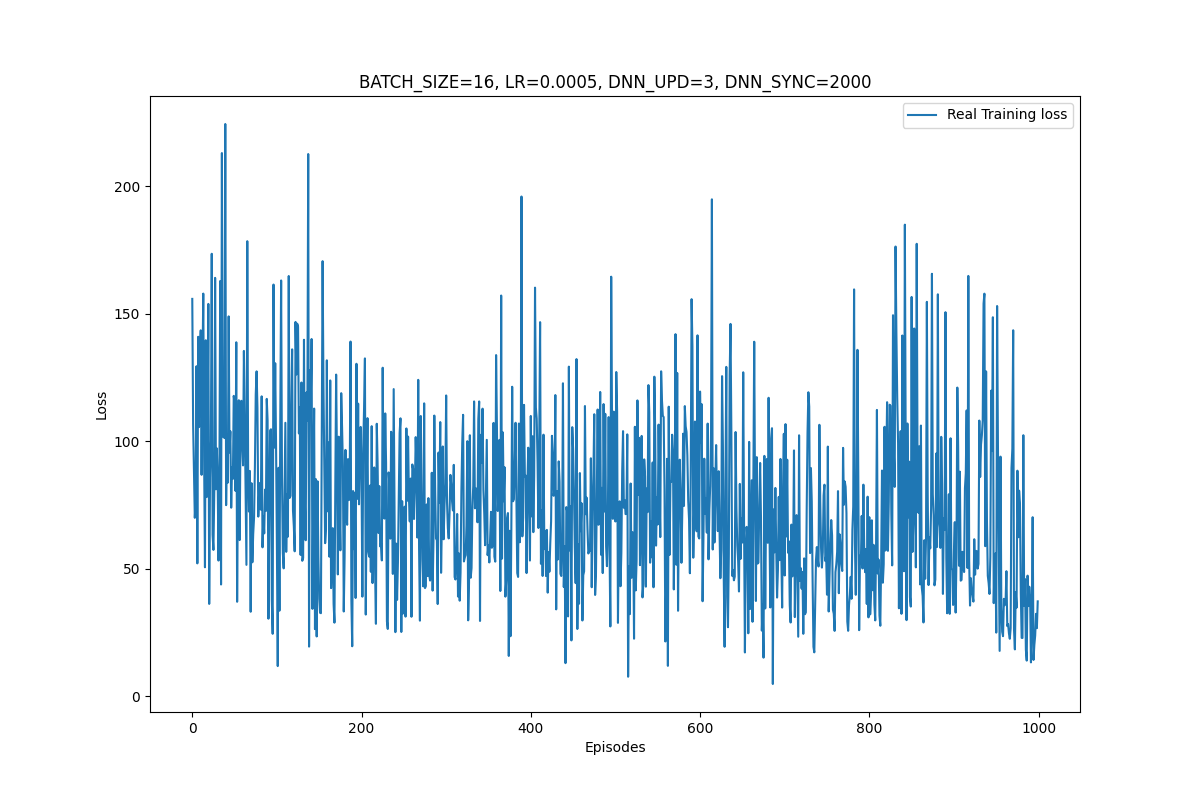 BATCH_SIZE=16, LR=0.0005, DNN_UPD=3, DNN_SYNC=2000
Real Training loss
200
150
100
50
0
Loss
0 200 400 600 800 1000
Episodes